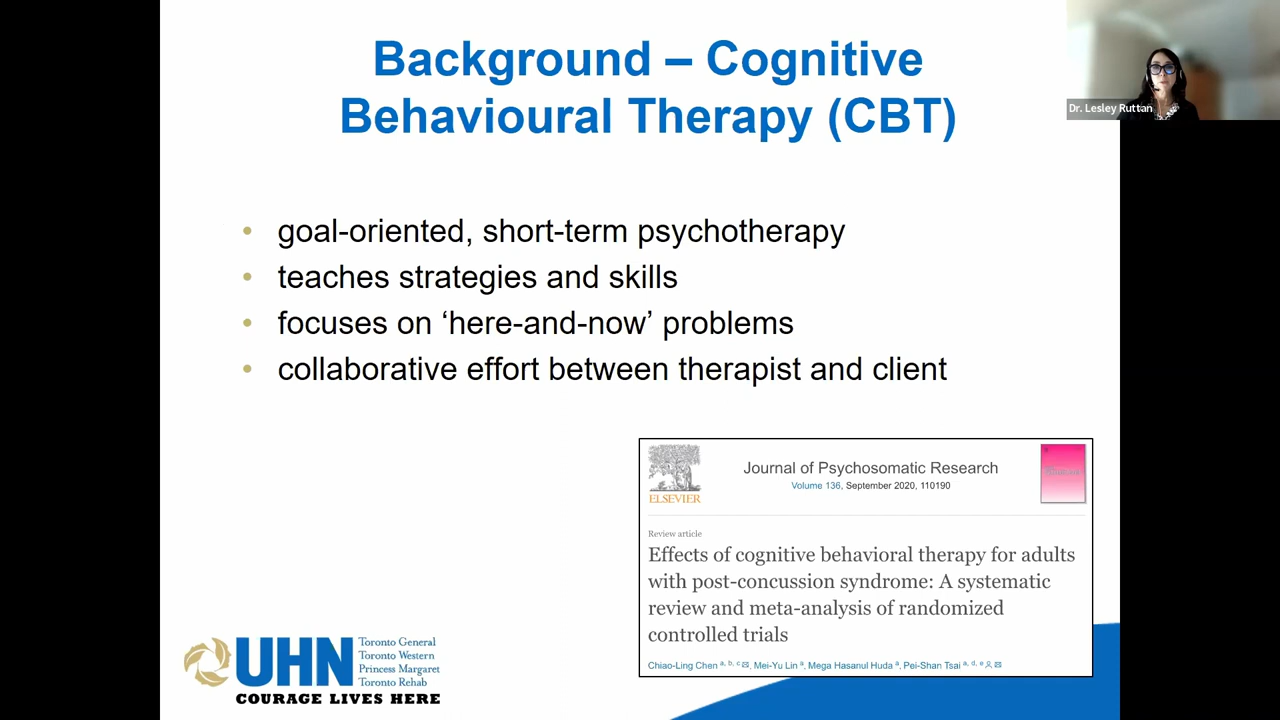 Background – Cognitive
Behavioural Therapy (CBT)
Dr. Lesley Ruttan
• goal-oriented, short-term psychotherapy
• teaches strategies and skills
• focuses on ‘here-and-now’ problems
• collaborative effort between therapist and client
ELSEVIER
Journal of Psychosomatic Research
Volume 136, September 2020, 110190
Review article
Effects of cognitive behavioral therapy for adults
with post-concussion syndrome: A systematic
review and meta-analysis of randomized
controlled trials
Chiao-Ling Chen a, b, c, Mei-Yu Lin a, Mega Hasanul Huda a, Pei-Shan Tsai a, d, e
UHN
Toronto General
Toronto Western
Princess Margaret
Toronto Rehab
COURAGE LIVES HERE